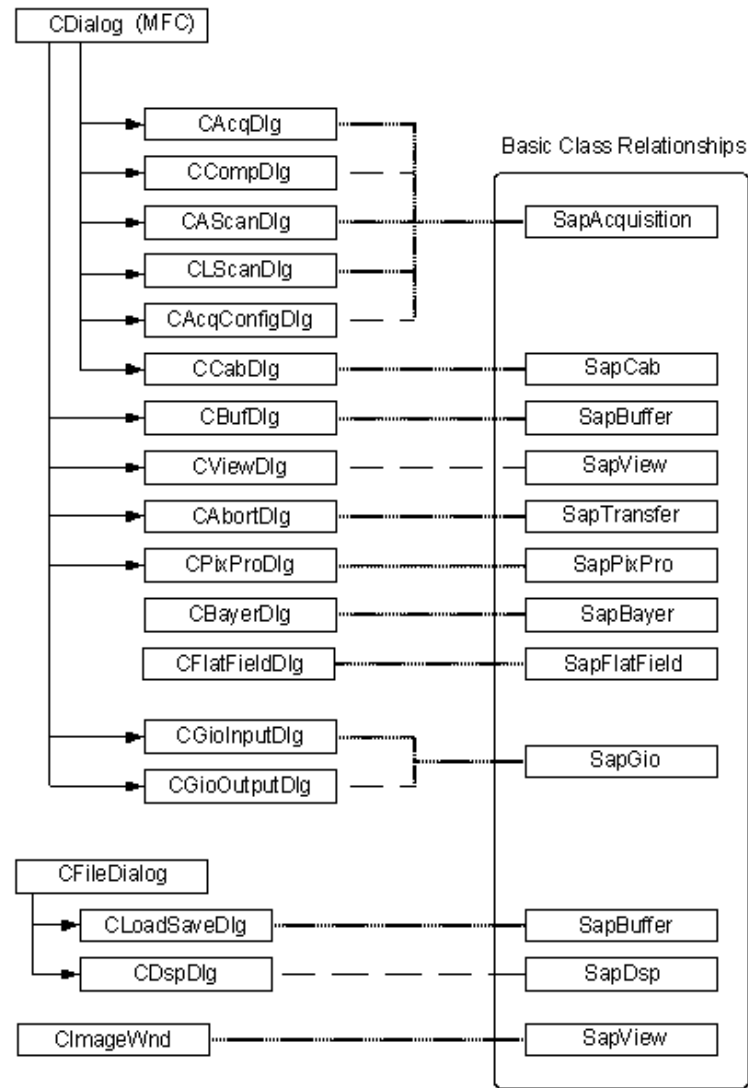 CDialog (MFC)
CAcqDlg
Basic Class Relationships
CCompDlg
CAScanDlg
SapAcquisition
CLScanDlg
CAcqConfigDlg
CCabDlg
SapCab
CBufDlg
SapBuffer
CViewDlg
SapView
CAbortDlg
SapTransfer
CPixProDlg
SapPixPro
CBayerDlg
SapBayer
CFlatFieldDlg
SapFlatField
CGioInputDlg
SapGio
CGioOutputDlg
CFileDialog
CLoadSaveDlg
SapBuffer
CDspDlg
SapDsp
CImageWnd
SapView